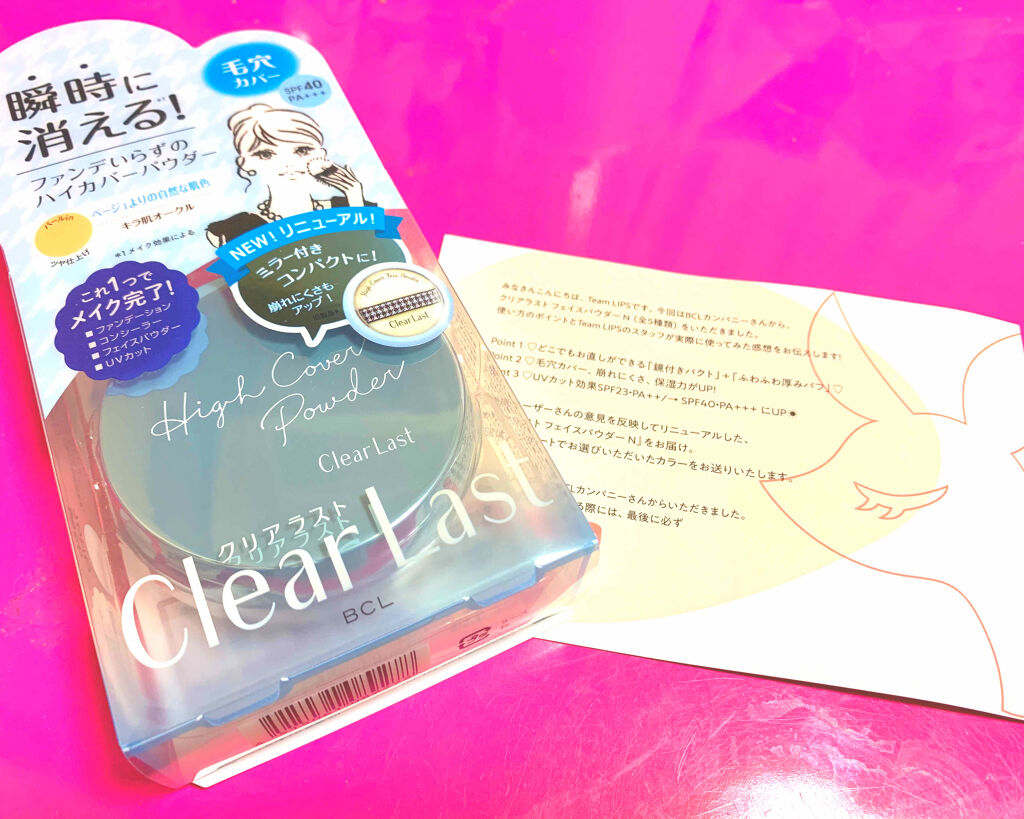 瞬時に
消える!
ファンデいらずの
ハイカバーパウダー
毛穴
カバー
SPF40
PA+++
パールin
ツヤ仕上げ
ベージュよりの自然な肌色
キラ肌オークル
*1メイク効果による
これ1つで
メイク完了!
■ ファンデーション
■ コンシーラー
■ フェイスパウダー
■ UVカット
NEW! リニューアル!
ミラー付き
コンパクトに!
崩れにくさも
アップ!
High Cover Face Powder
ClearLast
High Cover
Powder
ClearLast
クリアラスト
ClearLast
BCL
みなさんこんにちは、Team LIPSです。今回はBCLカンパニーさんから、
クリアラスト フェイスパウダー N (全5種類) をいただきました。
使い方のポイントとTeam LIPSのスタッフが実際に使ってみた感想をお伝えします!
Point 1 ♡どこでもお直しができる「鏡付きパクト」+「ふわふわ厚みパフ」♡
Point 2 ♡毛穴カバー、崩れにくさ、保湿力がUP!
nt 3 ♡UVカット効果SPF23・PA++/→ SPF40・PA+++ にUP
ーザーさんの意見を反映してリニューアルした、
スト フェイスパウダー N』をお届け。
ートでお選びいただいたカラーをお送りいたします。
CLカンパニーさんからいただきました。
る際には、最後に必ず